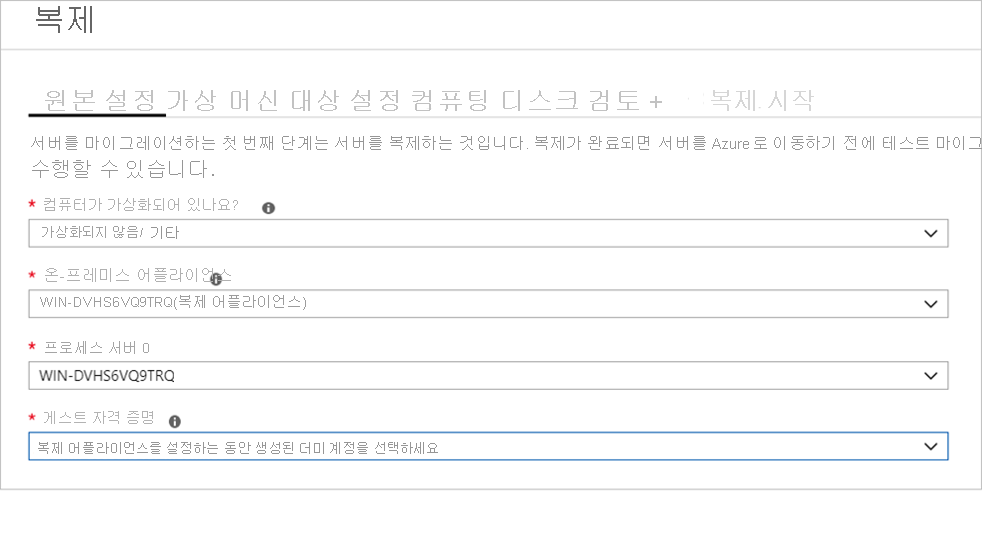 복제
원본 설정 가상 머신 대상 설정 컴퓨팅 디스크 검토 + 복제. 시작
서버를 마이그레이션하는 첫 번째 단계는 서버를 복제하는 것입니다. 복제가 완료되면 서버를 Azure로 이동하기 전에 테스트 마이그
수행할 수 있습니다.
* 컴퓨터가 가상화되어 있나요?
가상화되지 않음/ 기타
* 온-프레미스 어플라이언스
WIN-DVHS6VQ9TRQ(복제 어플라이언스)
* 프로세스 서버 0
WIN-DVHS6VQ9TRQ
* 게스트 자격 증명
복제 어플라이언스를 설정하는 동안 생성된 더미 계정을 선택하세요